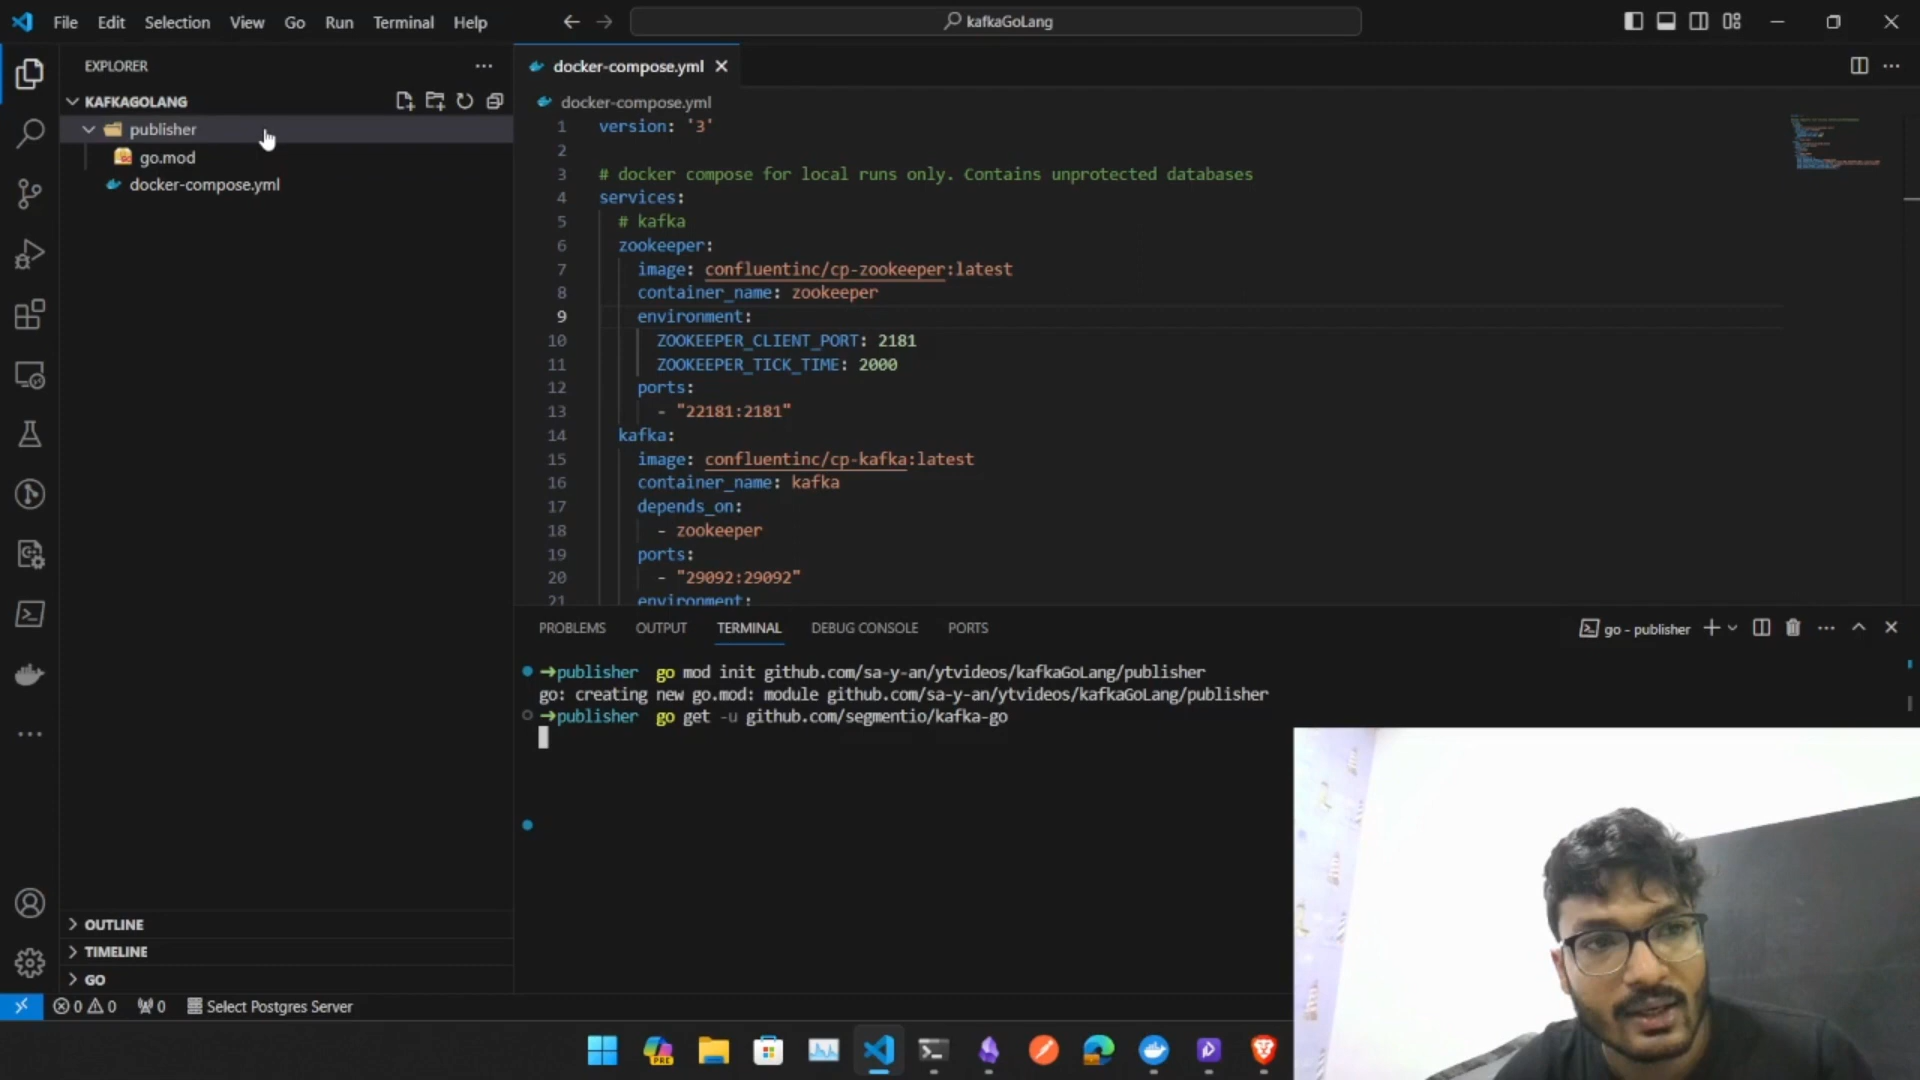 File Edit Selection View Go Run Terminal Help
kafkaGoLang
EXPLORER
KAFKAGOLANG
publisher
go.mod
docker-compose.yml
OUTLINE
TIMELINE
GO
docker-compose.yml
docker-compose.yml
1 version: '3'
2
3 # docker compose for local runs only. Contains unprotected databases
4 services:
5 # kafka
6 zookeeper:
7 image: confluentinc/cp-zookeeper:latest
8 container_name: zookeeper
9 environment:
10 ZOOKEEPER_CLIENT_PORT: 2181
11 ZOOKEEPER_TICK_TIME: 2000
12 ports:
13 - "22181:2181"
14 kafka:
15 image: confluentinc/cp-kafka:latest
16 container_name: kafka
17 depends_on:
18 - zookeeper
19 ports:
20 - "29092:29092"
21 environment:
PROBLEMS OUTPUT TERMINAL DEBUG CONSOLE PORTS
go - publisher
➜publisher go mod init github.com/sa-y-an/ytvideos/kafkaGoLang/publisher
go: creating new go.mod: module github.com/sa-y-an/ytvideos/kafkaGoLang/publisher
➜publisher go get -u github.com/segmentio/kafka-go
0 0 0 Select Postgres Server
PRE